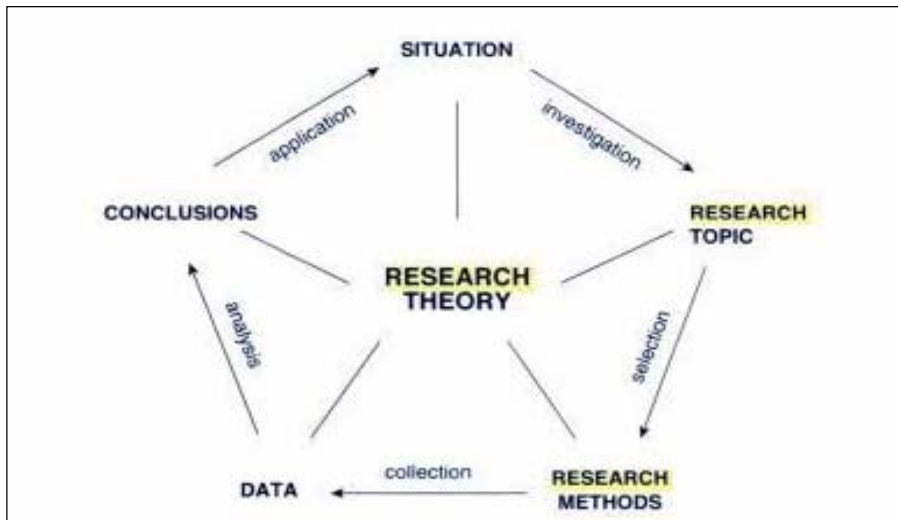 SITUATION
application
investigation
CONCLUSIONS
RESEARCH
TOPIC
RESEARCH
THEORY
analysis
selection
collection
DATA
RESEARCH
METHODS